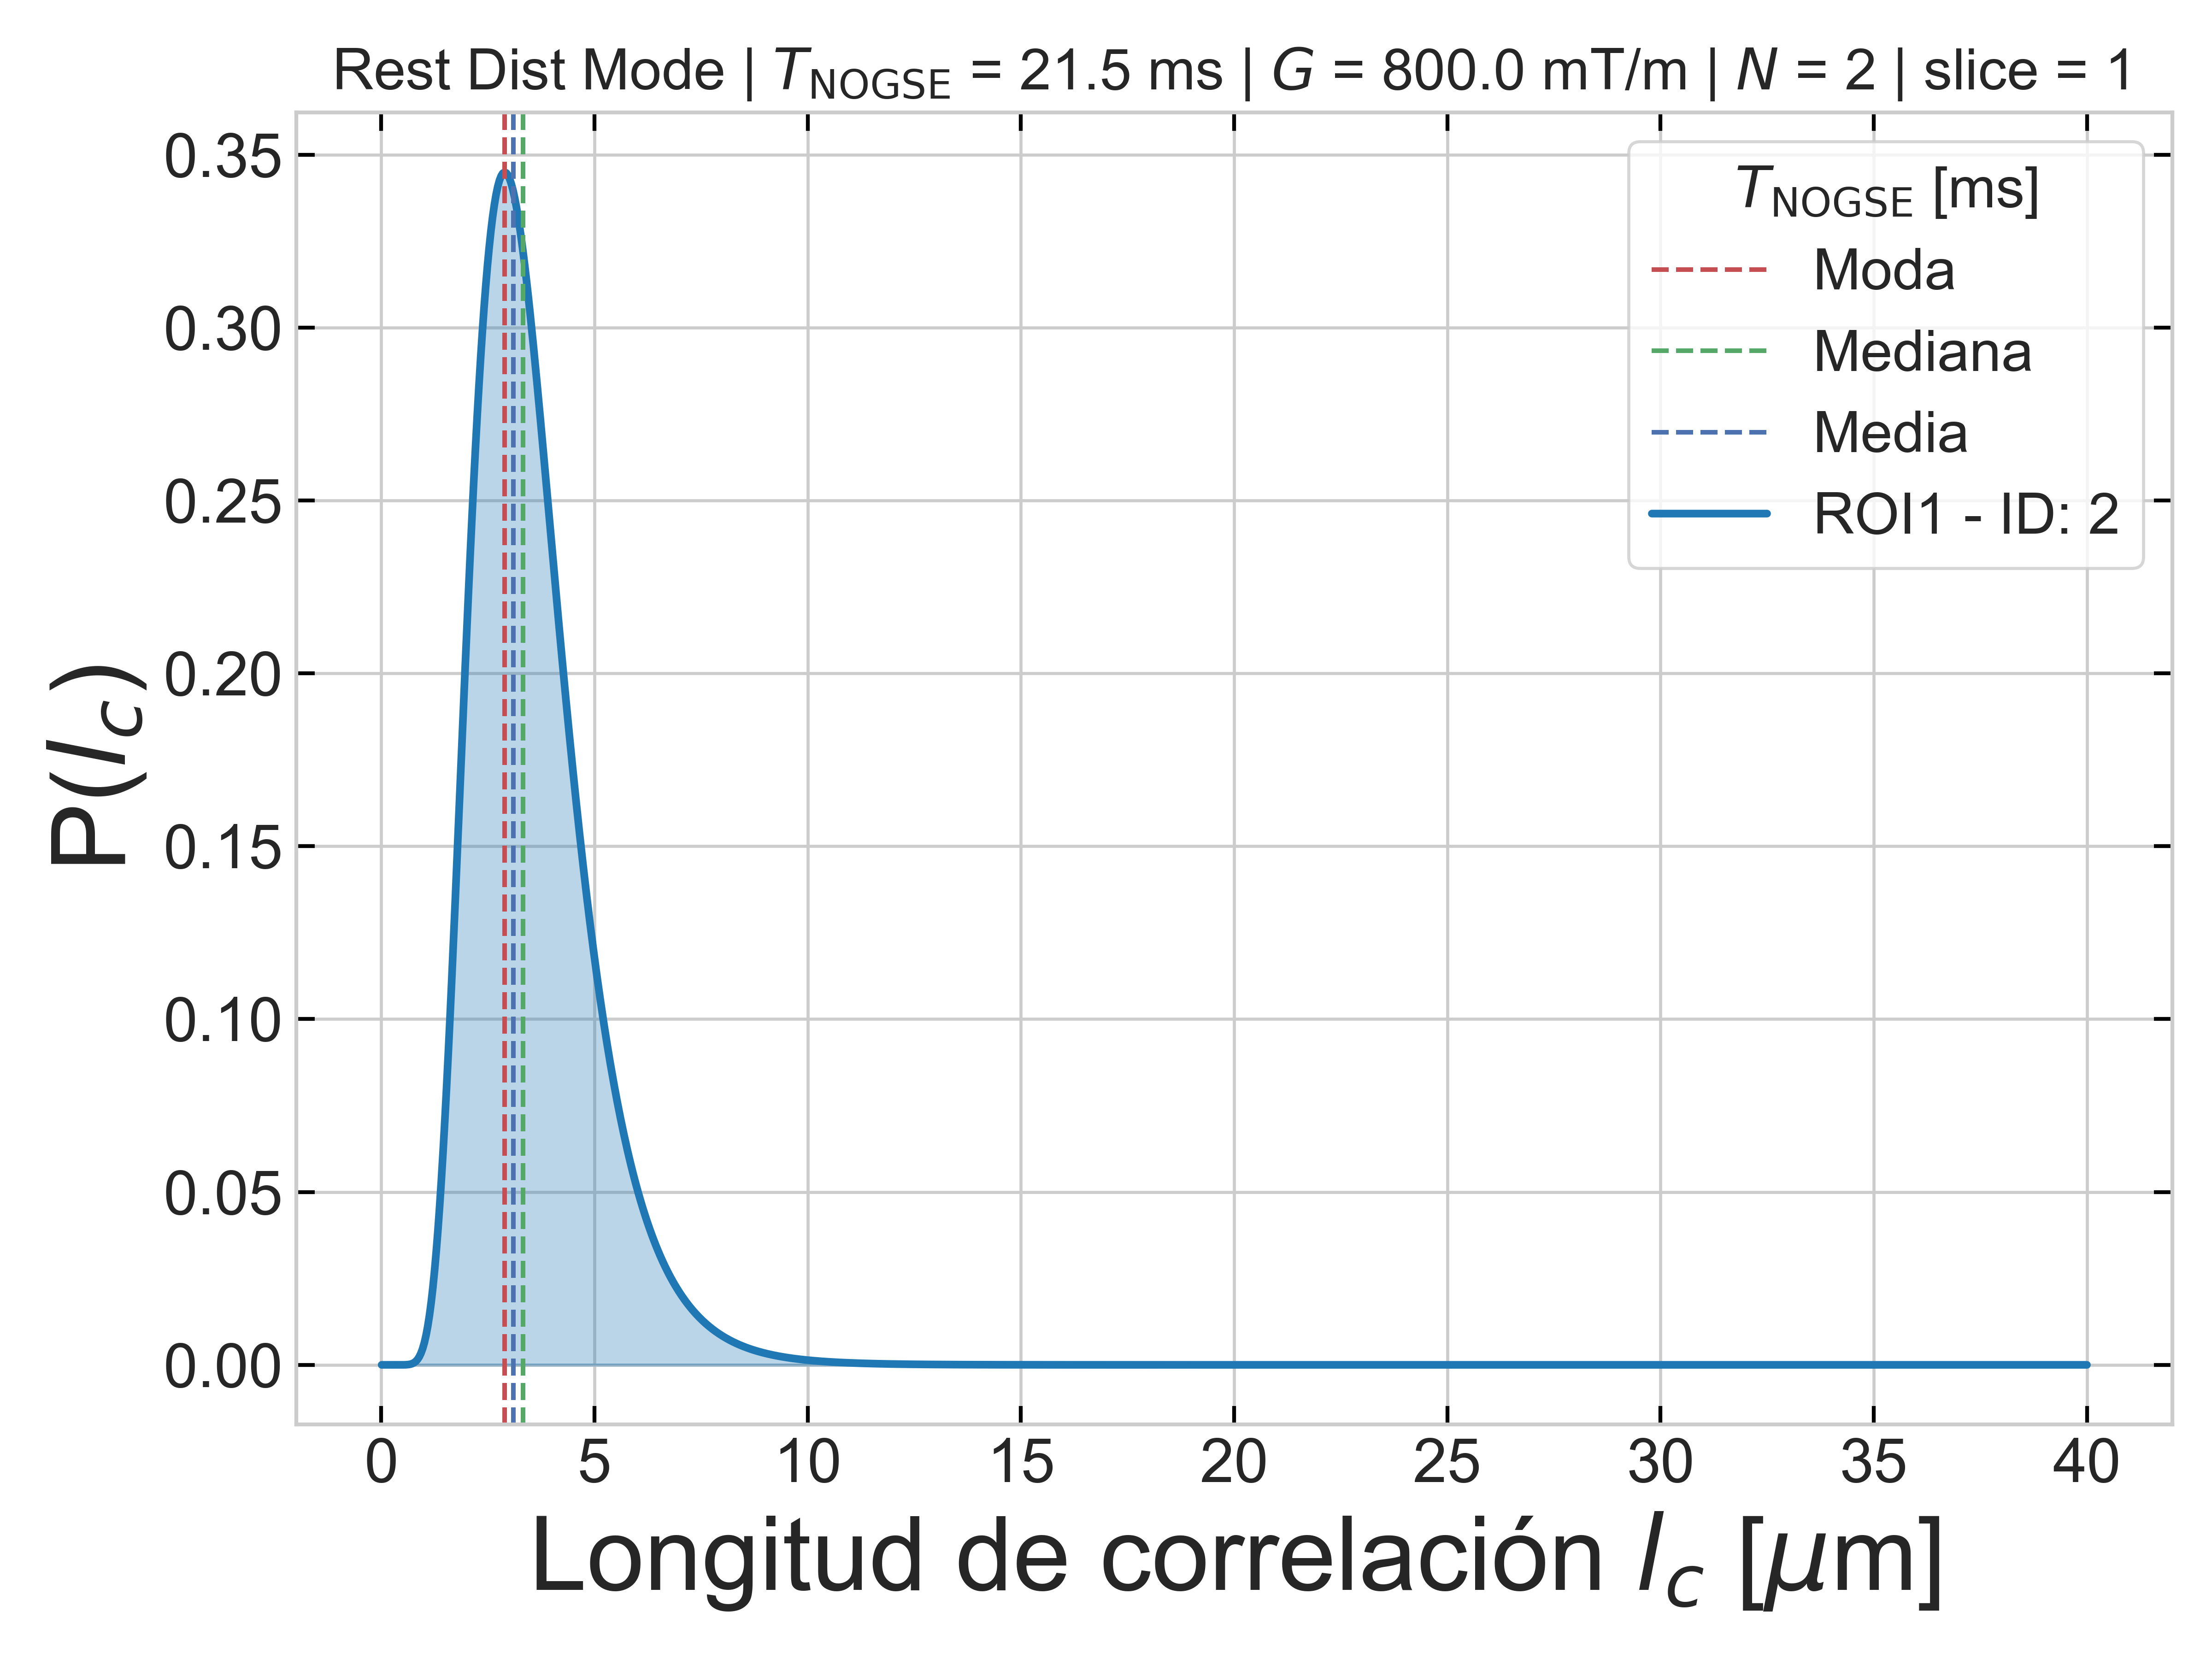 Rest Dist Mode | T_NOGSE = 21.5 ms | G = 800.0 mT/m | N = 2 | slice = 1
T_NOGSE [ms]
Moda
Mediana
Media
ROI1 - ID: 2
P(l_c)
0.35
0.30
0.25
0.20
0.15
0.10
0.05
0.00
0 5 10 15 20 25 30 35 40
Longitud de correlación l_c [μm]